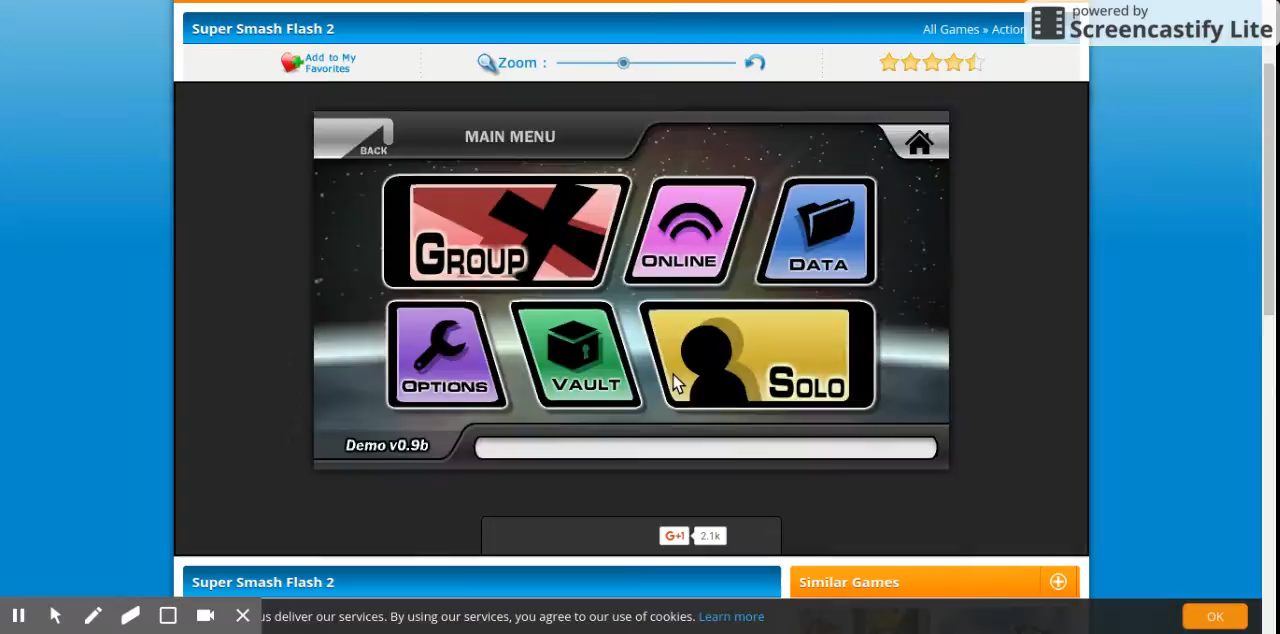 powered by
Screencastify Lite
Super Smash Flash 2
All Games » Action
Add to My
Favorites
Zoom :
BACK
MAIN MENU
GROUP
ONLINE
DATA
OPTIONS
VAULT
SOLO
Demo v0.9b
G+1
2.1k
Super Smash Flash 2
Similar Games
us deliver our services. By using our services, you agree to our use of cookies. Learn more
OK